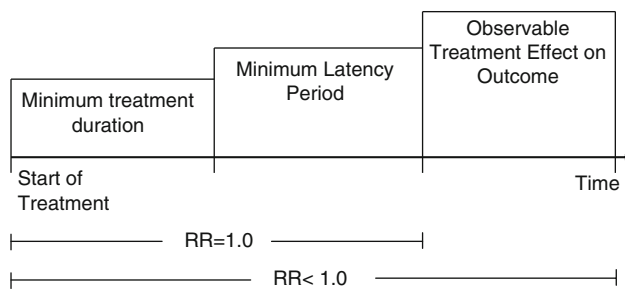 Minimum treatment
duration
Minimum Latency
Period
Observable
Treatment Effect on
Outcome
Start of
Treatment
Time
RR=1.0
RR< 1.0